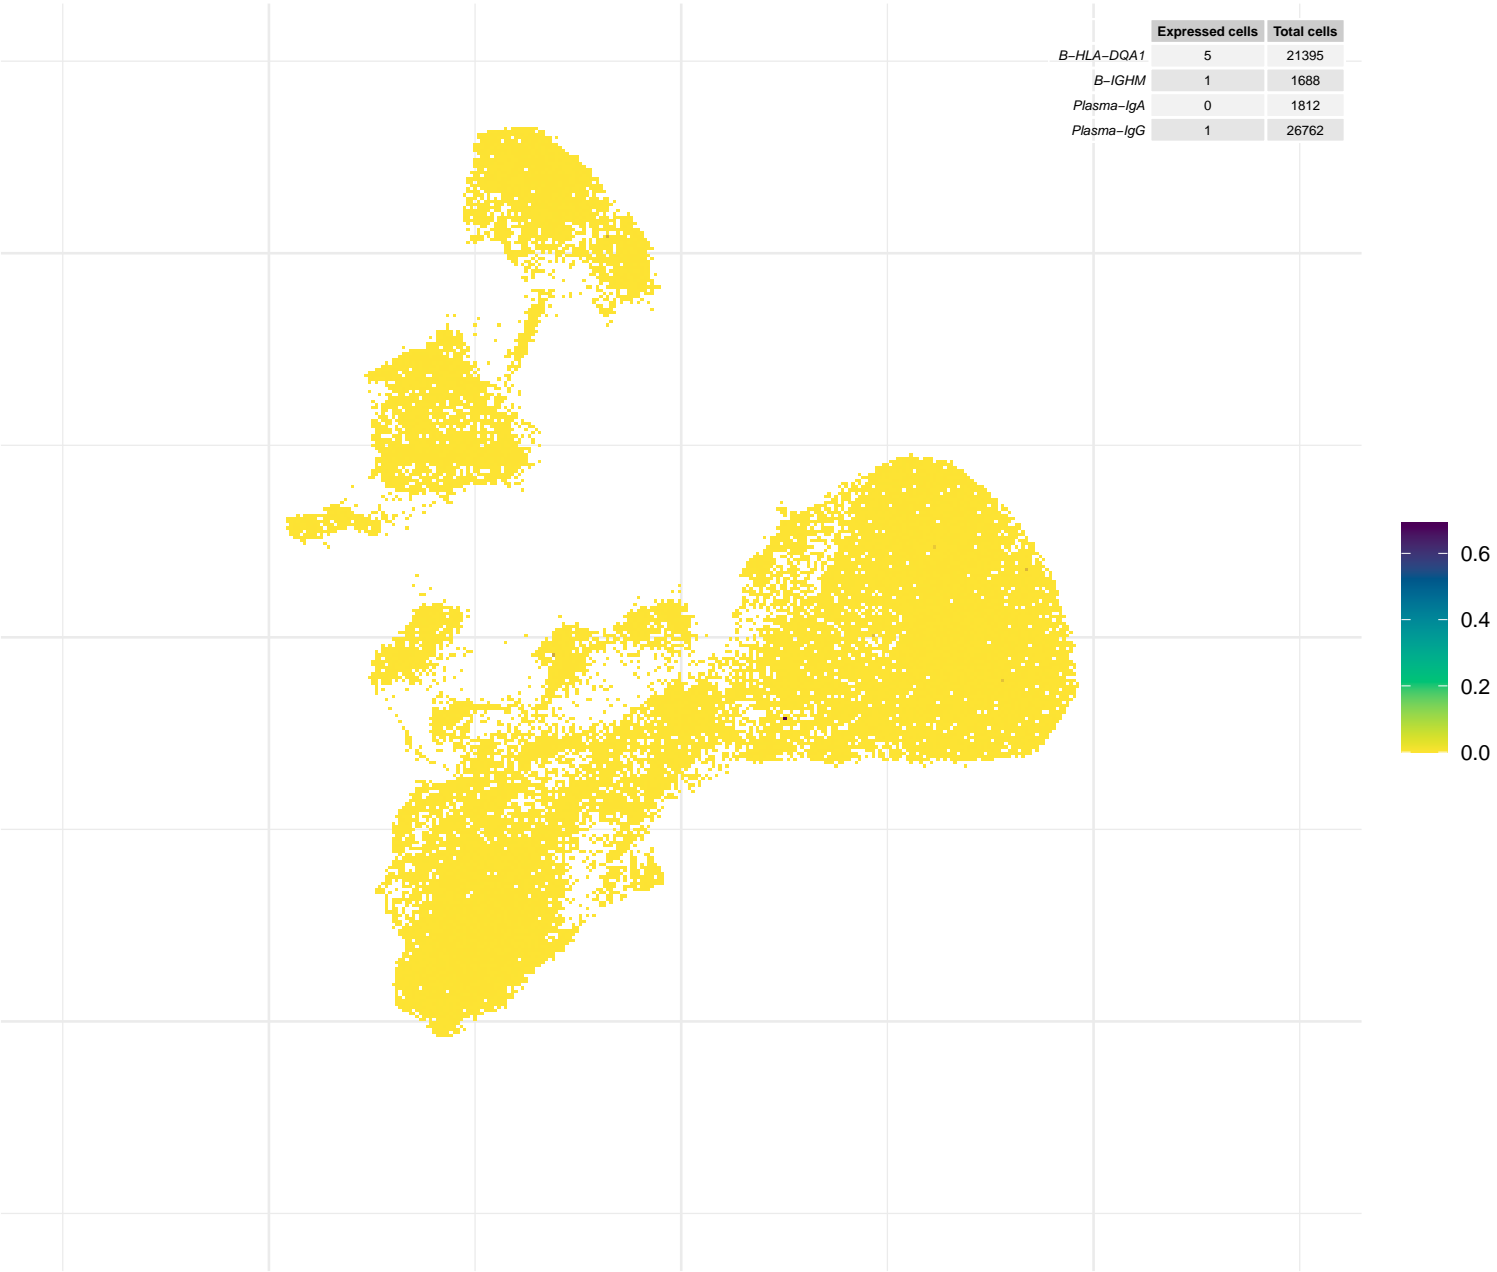 Expressed cells Total cells
B−HLA−DQA1 5 21395
B−IGHM 1 1688
Plasma−IgA 0 1812
Plasma−IgG 1 26762
0.6
0.4
0.2
0.0